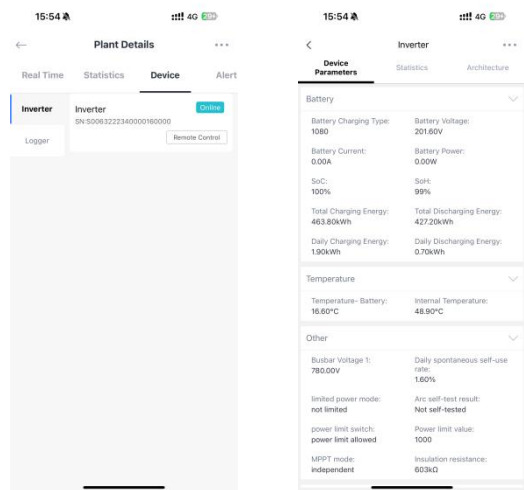 15:54
4G 29+
Plant Details
Real Time Statistics Device Alert
Inverter
Logger
Inverter
Online
SN:S0063222340000160000
Remote Control
15:54
4G 29+
Inverter
Device Parameters
Statistics
Architecture
Battery
Battery Charging Type:
1080
Battery Voltage:
201.60V
Battery Current:
0.00A
Battery Power:
0.00W
SoC:
100%
SoH:
99%
Total Charging Energy:
463.80kWh
Total Discharging Energy:
427.20kWh
Daily Charging Energy:
1.90kWh
Daily Discharging Energy:
0.70kWh
Temperature
Temperature- Battery:
16.60°C
Internal Temperature:
48.90°C
Other
Busbar Voltage 1:
780.00V
Daily spontaneous self-use
rate:
1.60%
limited power mode:
not limited
Arc self-test result:
Not self-tested
power limit switch:
power limit allowed
Power limit value:
1000
MPPT mode:
independent
Insulation resistance:
603kΩ